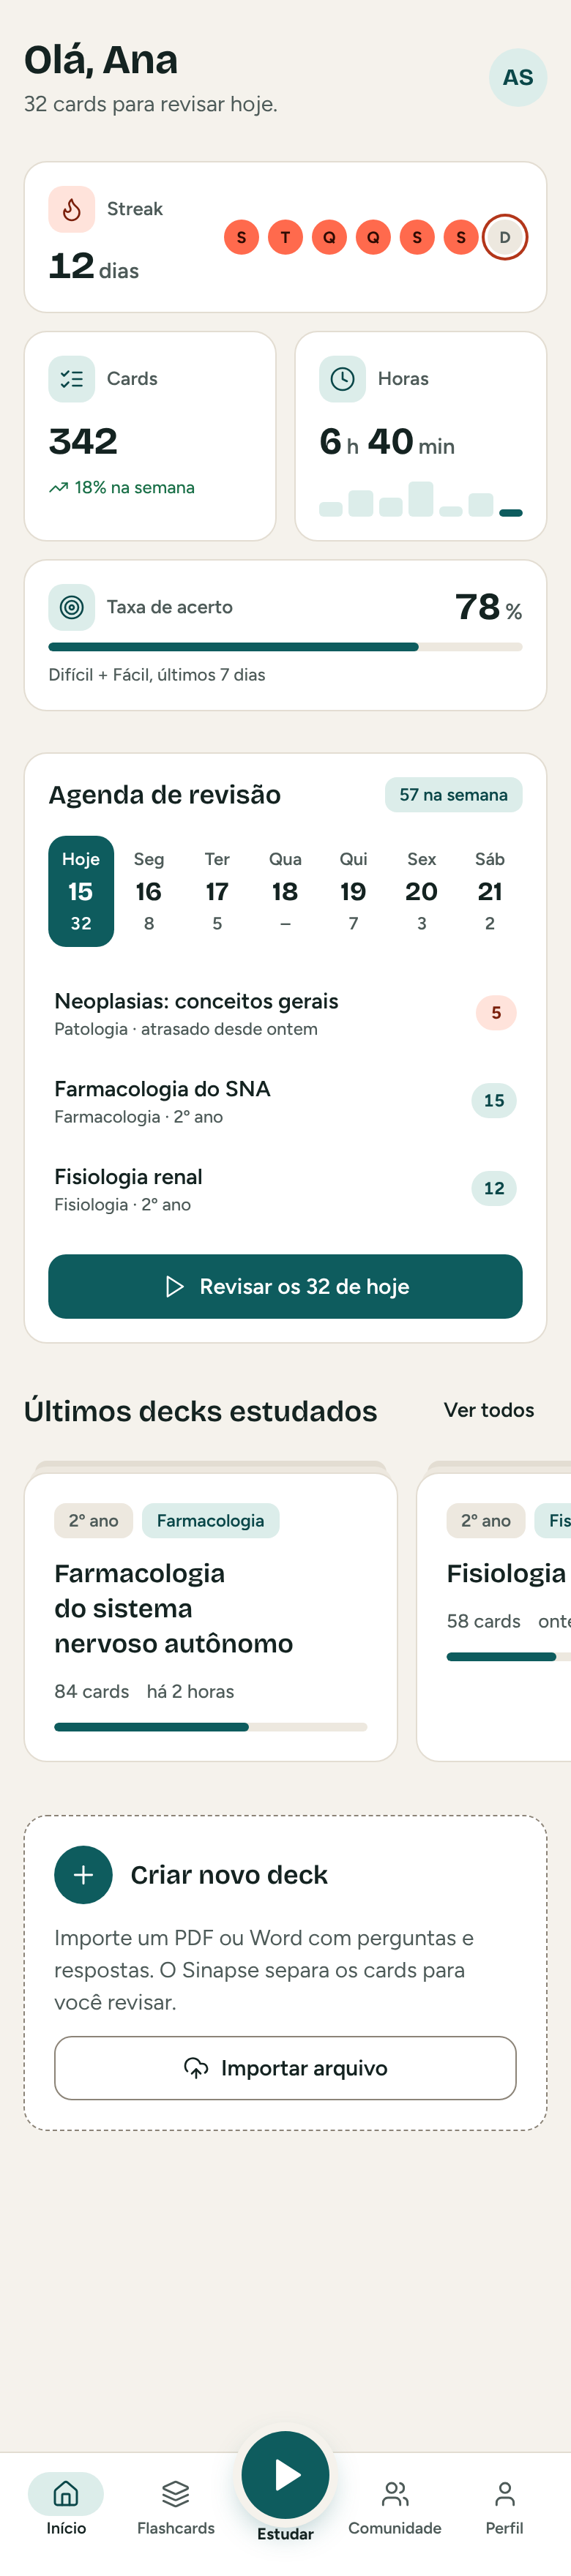 Olá, Ana
32 cards para revisar hoje.
AS
Streak
12 dias
S T Q Q S S D
Cards
342
18% na semana
Horas
6 h 40 min
Taxa de acerto
78 %
Difícil + Fácil, últimos 7 dias
Agenda de revisão
57 na semana
Hoje Seg Ter Qua Qui Sex Sáb
15 16 17 18 19 20 21
32 8 5 – 7 3 2
Neoplasias: conceitos gerais
Patologia · atrasado desde ontem
5
Farmacologia do SNA
Farmacologia · 2º ano
15
Fisiologia renal
Fisiologia · 2º ano
12
Revisar os 32 de hoje
Últimos decks estudados
Ver todos
2º ano Farmacologia
Farmacologia
do sistema
nervoso autônomo
84 cards há 2 horas
2º ano Fis
Fisiologia
58 cards onte
Criar novo deck
Importe um PDF ou Word com perguntas e
respostas. O Sinapse separa os cards para
você revisar.
Importar arquivo
Início
Flashcards
Estudar
Comunidade
Perfil